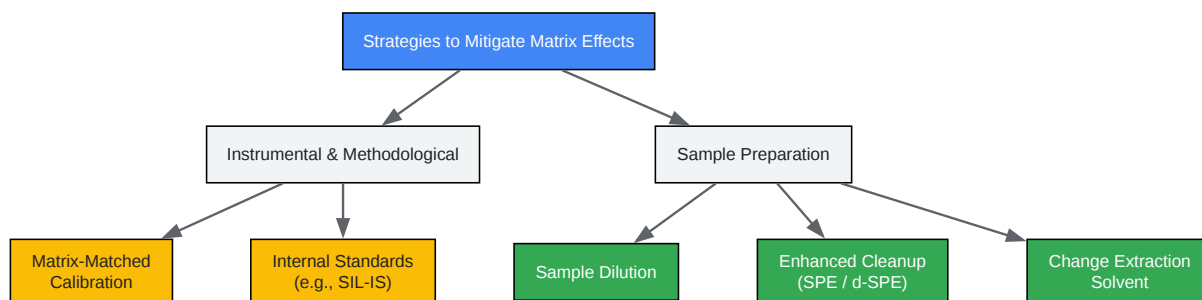 Strategies to Mitigate Matrix Effects
Instrumental & Methodological
Sample Preparation
Matrix-Matched
Calibration
Internal Standards
(e.g., SIL-IS)
Sample Dilution
Enhanced Cleanup
(SPE / d-SPE)
Change Extraction
Solvent